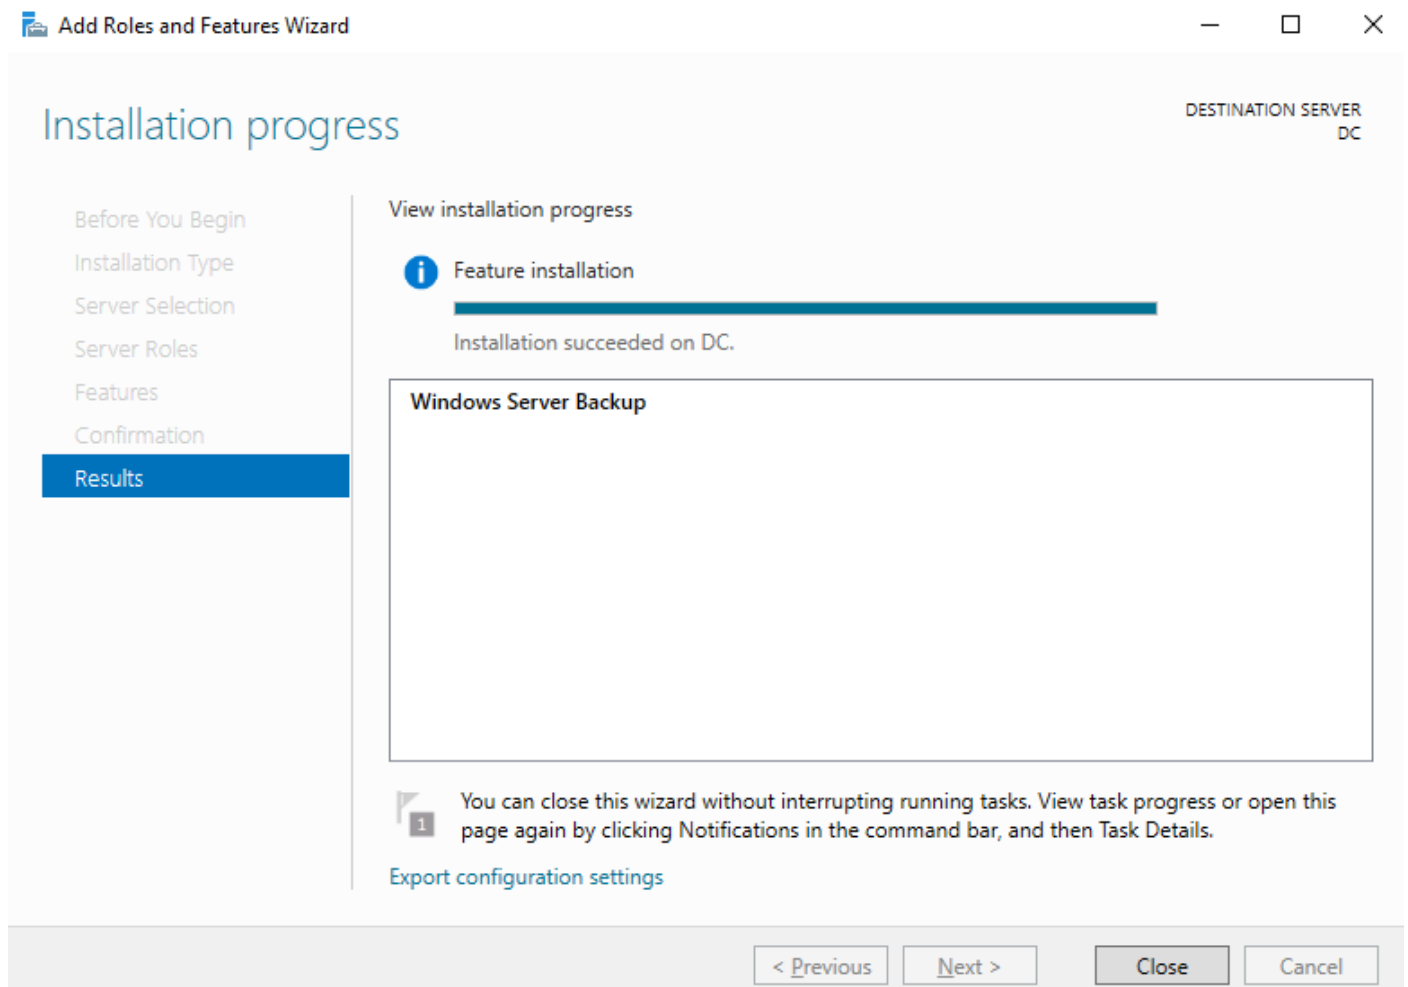 Add Roles and Features Wizard
Installation progress
DESTINATION SERVER
DC
Before You Begin
Installation Type
Server Selection
Server Roles
Features
Confirmation
Results
View installation progress
Feature installation
Installation succeeded on DC.
Windows Server Backup
1
You can close this wizard without interrupting running tasks. View task progress or open this
page again by clicking Notifications in the command bar, and then Task Details.
Export configuration settings
< Previous
Next >
Close
Cancel